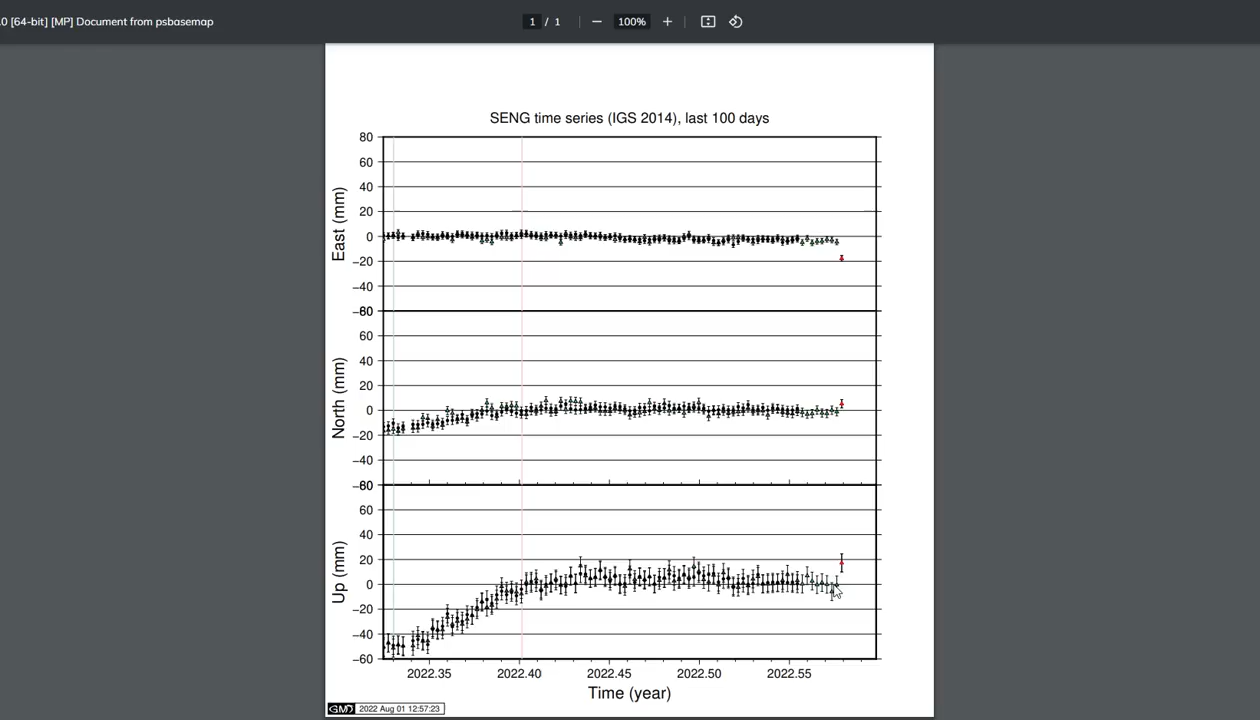 .0 [64-bit] [MP] Document from psbasemap
1 / 1
100%
SENG time series (IGS 2014), last 100 days
80
60
40
20
0
−20
−40
East (mm)
60
40
20
0
−20
−40
North (mm)
60
40
20
0
−20
−40
−60
Up (mm)
2022.35 2022.40 2022.45 2022.50 2022.55
Time (year)
GMD 2022 Aug 01 12:57:23